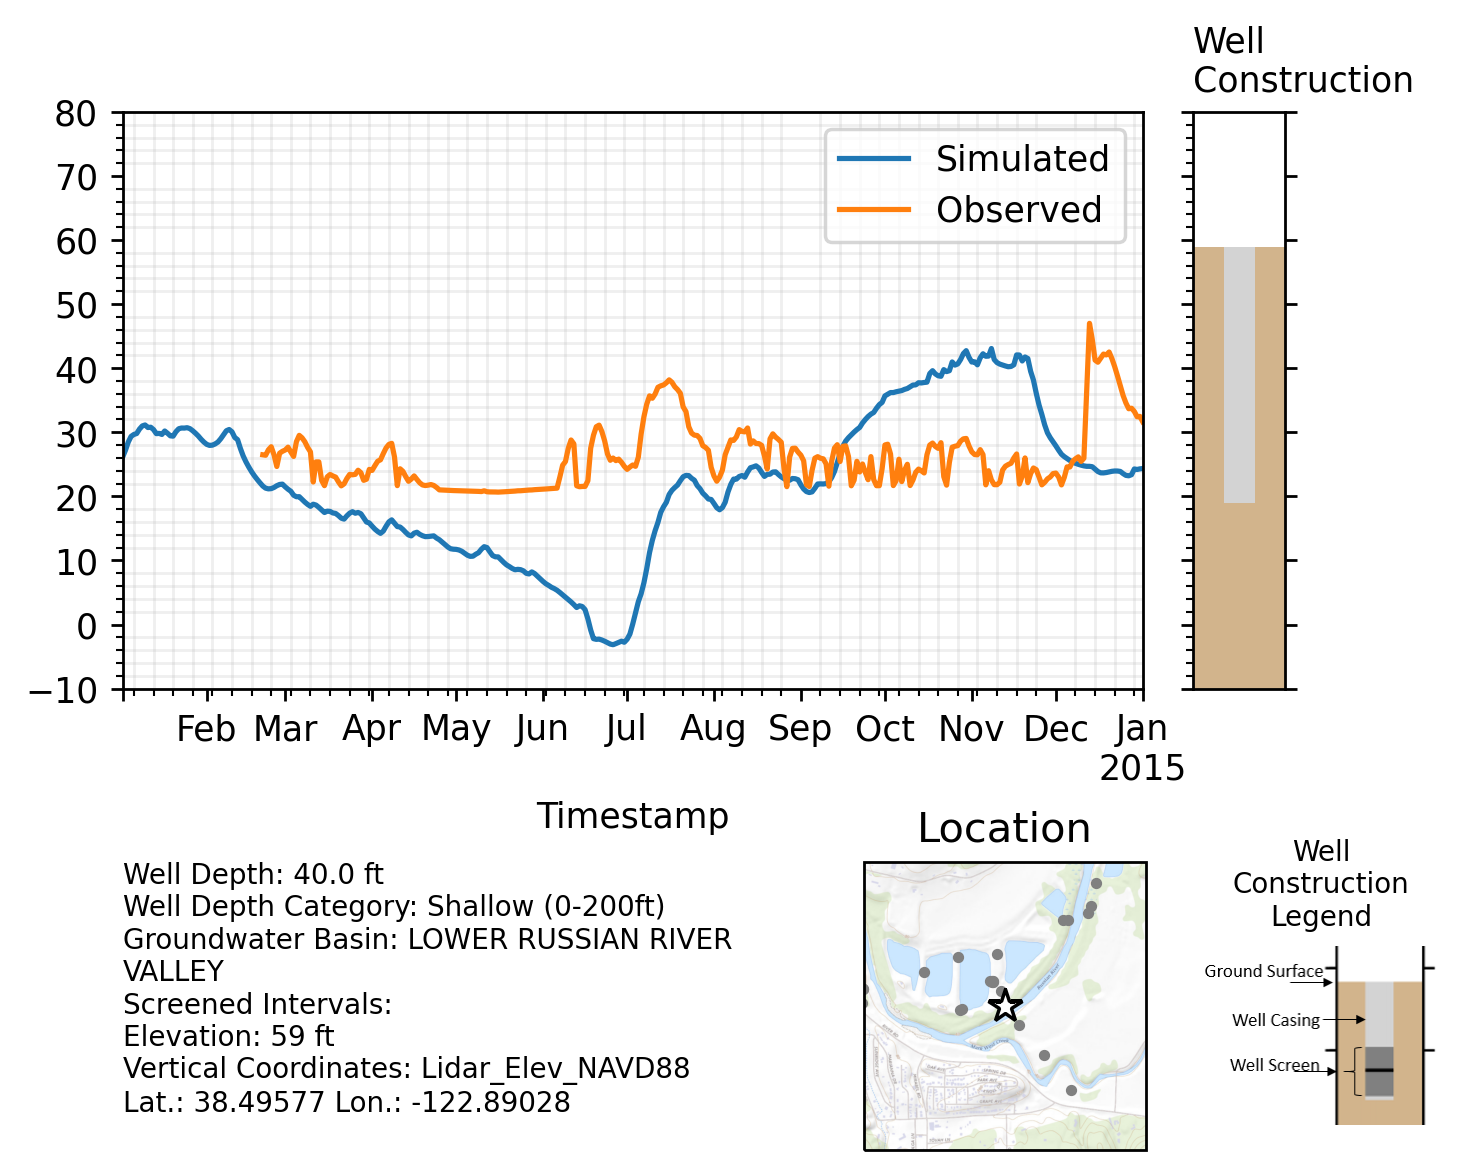 Well
Construction
80
70
60
50
40
30
20
10
0
−10
Simulated
Observed
Feb Mar Apr May Jun Jul Aug Sep Oct Nov Dec Jan
2015
Timestamp
Well Depth: 40.0 ft
Well Depth Category: Shallow (0-200ft)
Groundwater Basin: LOWER RUSSIAN RIVER
VALLEY
Screened Intervals:
Elevation: 59 ft
Vertical Coordinates: Lidar_Elev_NAVD88
Lat.: 38.49577 Lon.: -122.89028
Location
Well
Construction
Legend
Ground Surface
Well Casing
Well Screen